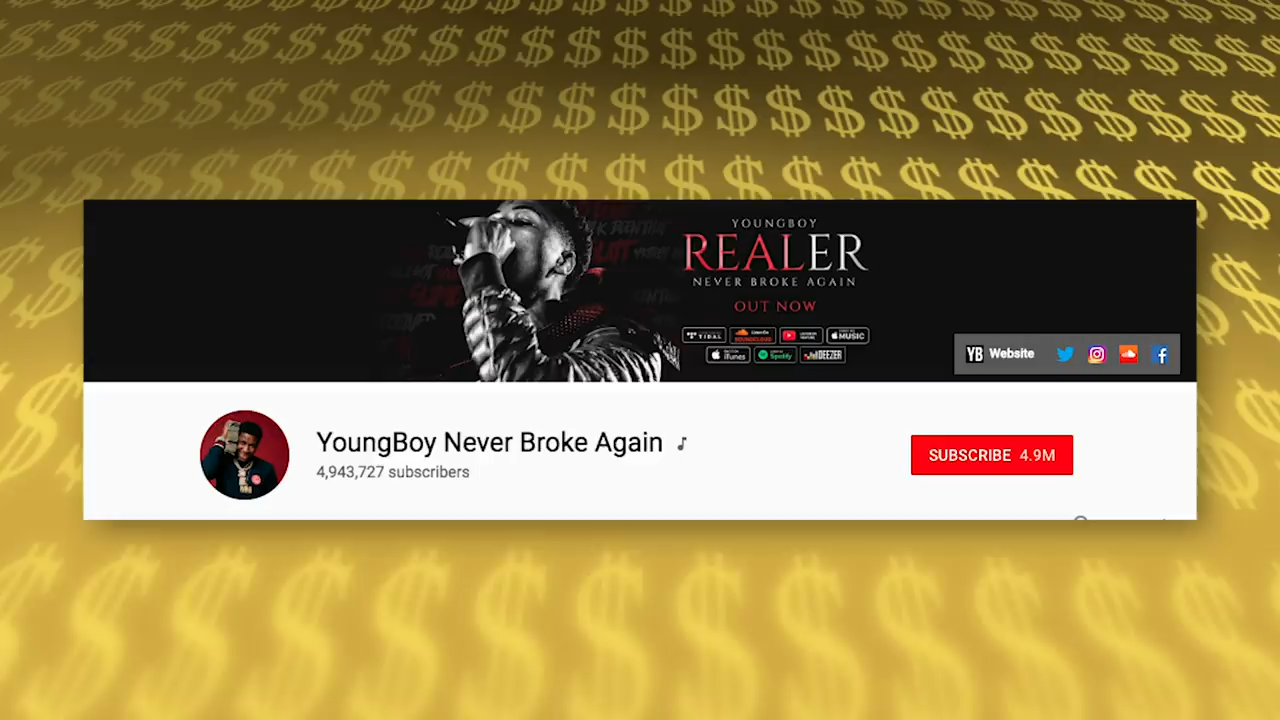 YOUNGBOY
REALER
NEVER BROKE AGAIN
OUT NOW
TIDAL SOUNDCLOUD MUSIC
iTunes Spotify DEEZER
YB Website
YoungBoy Never Broke Again
4,943,727 subscribers
SUBSCRIBE 4.9M